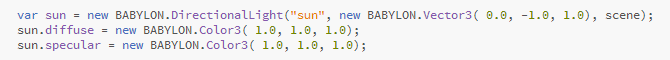 var sun = new BABYLON.DirectionalLight("sun", new BABYLON.Vector3( 0.0, -1.0, 1.0), scene);
sun.diffuse = new BABYLON.Color3( 1.0, 1.0, 1.0);
sun.specular = new BABYLON.Color3( 1.0, 1.0, 1.0);